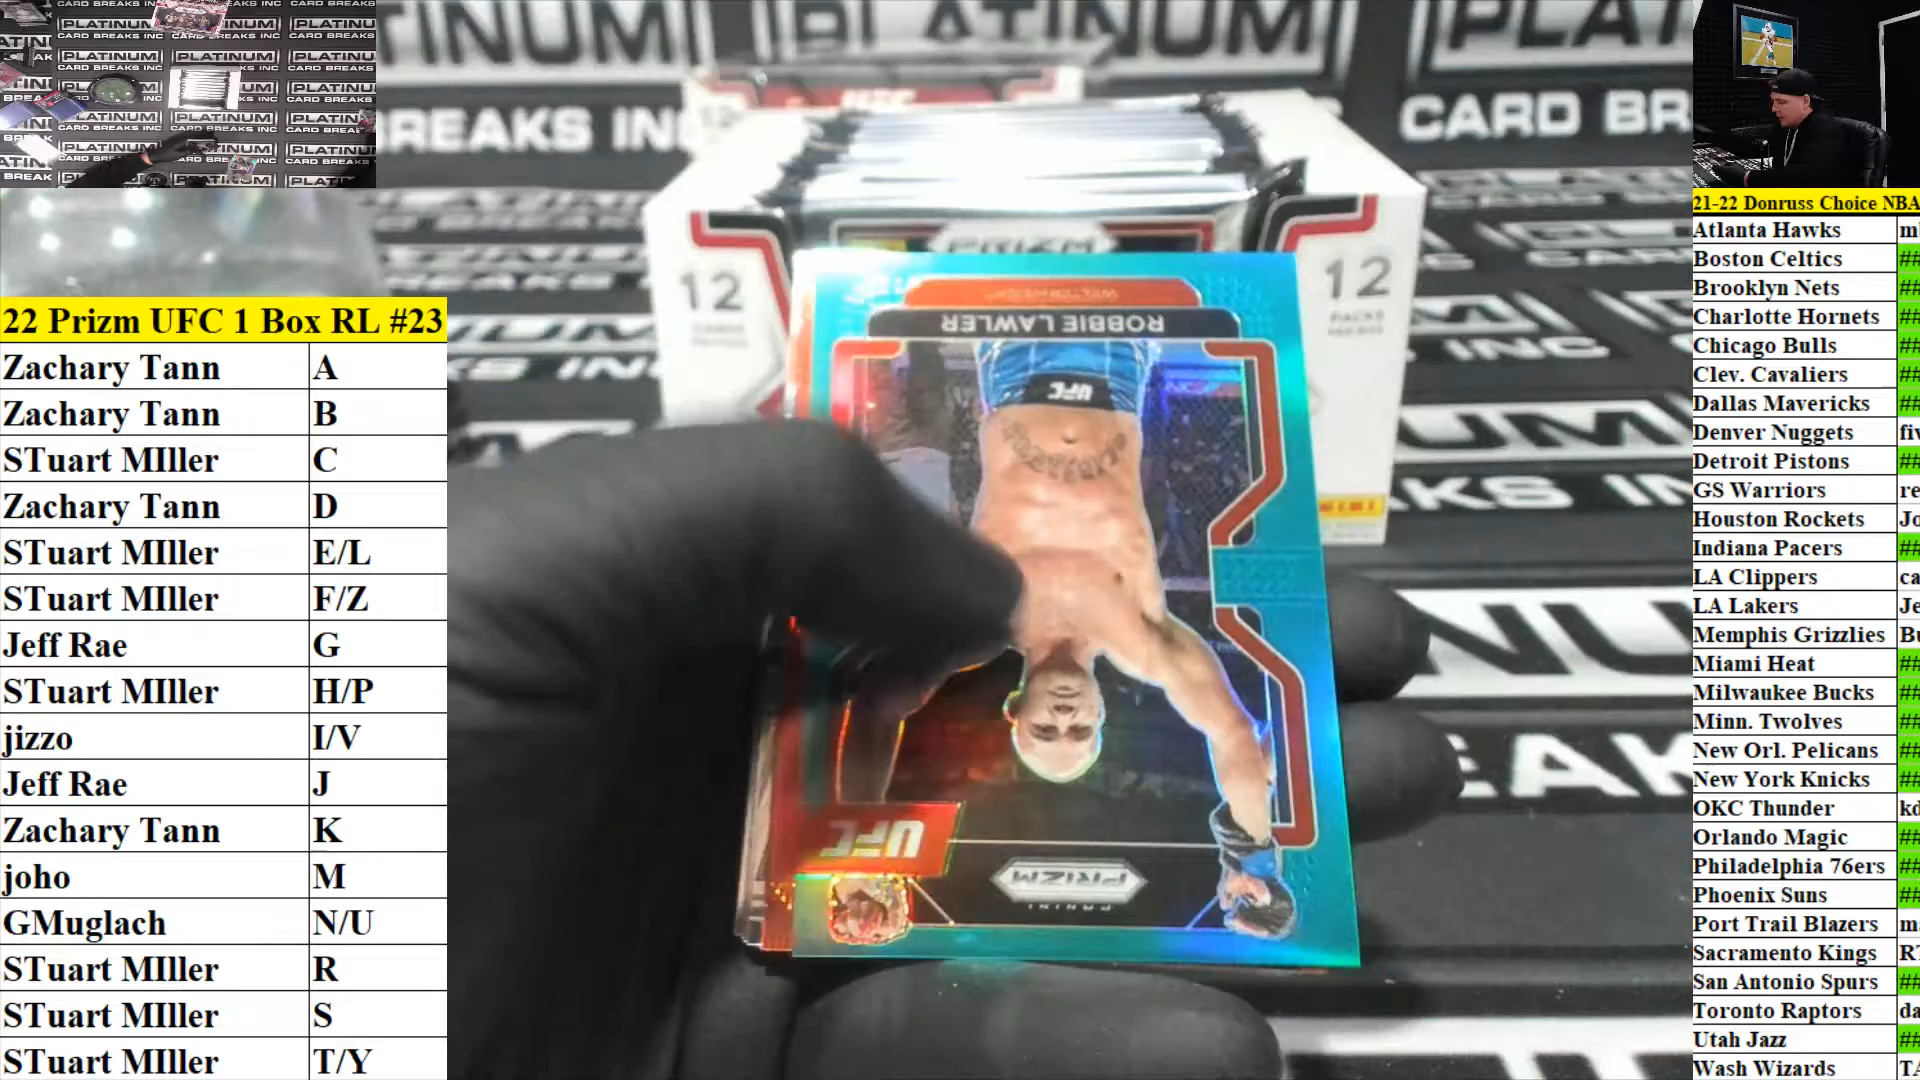 22 Prizm UFC 1 Box RL #23
Zachary Tann A
Zachary Tann B
STuart MIller C
Zachary Tann D
STuart MIller E/L
STuart MIller F/Z
Jeff Rae G
STuart MIller H/P
jizzo I/V
Jeff Rae J
Zachary Tann K
joho M
GMuglach N/U
STuart MIller R
STuart MIller S
STuart MIller T/Y
PLATINUM
CARD BREAKS INC
12
12
PRIZM
WELTERWEIGHT
ROBBIE LAWLER
UFC
UFC
PRIZM
PANINI
21-22 Donruss Choice NBA
Atlanta Hawks
Boston Celtics ##
Brooklyn Nets ##
Charlotte Hornets ##
Chicago Bulls ##
Clev. Cavaliers ##
Dallas Mavericks ##
Denver Nuggets
Detroit Pistons ##
GS Warriors
Houston Rockets
Indiana Pacers ##
LA Clippers
LA Lakers
Memphis Grizzlies
Miami Heat ##
Milwaukee Bucks ##
Minn. Twolves ##
New Orl. Pelicans ##
New York Knicks ##
OKC Thunder
Orlando Magic ##
Philadelphia 76ers ##
Phoenix Suns ##
Port Trail Blazers
Sacramento Kings
San Antonio Spurs ##
Toronto Raptors
Utah Jazz ##
Wash Wizards